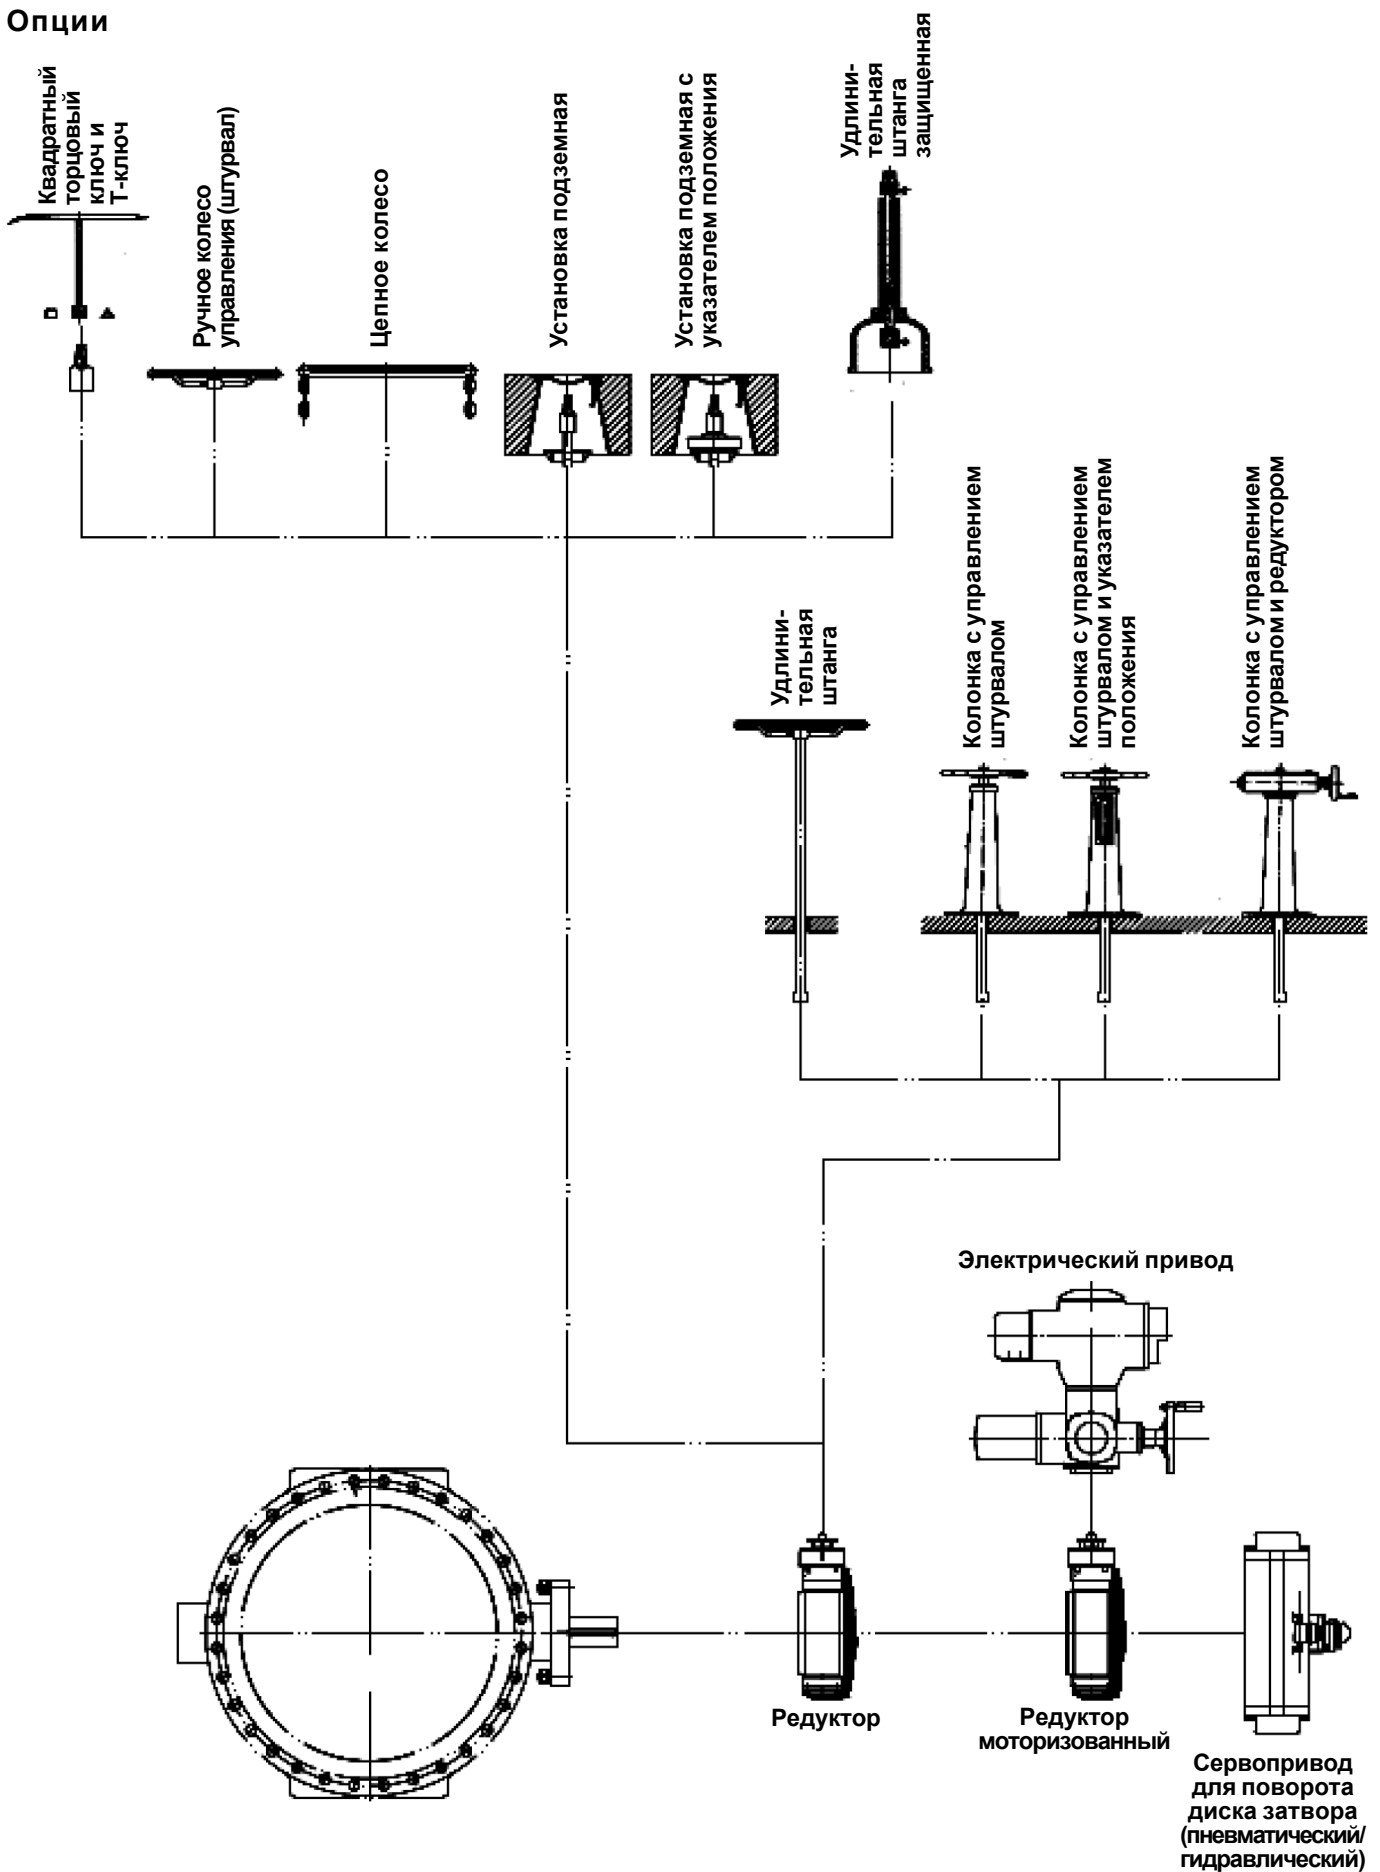 Опции
Квадратный
торцовый
ключ и
Т-ключ
Ручное колесо
управления (штурвал)
Цепное колесо
Установка подземная
Установка подземная с
указателем положения
Удлини-
тельная
штанга
защищенная
Удлини-
тельная
штанга
Колонка с управлением
штурвалом
Колонка с управлением
штурвалом и указателем
положения
Колонка с управлением
штурвалом и редуктором
Электрический привод
Редуктор
Редуктор
моторизованный
Сервопривод
для поворота
диска затвора
(пневматический/
гидравлический)